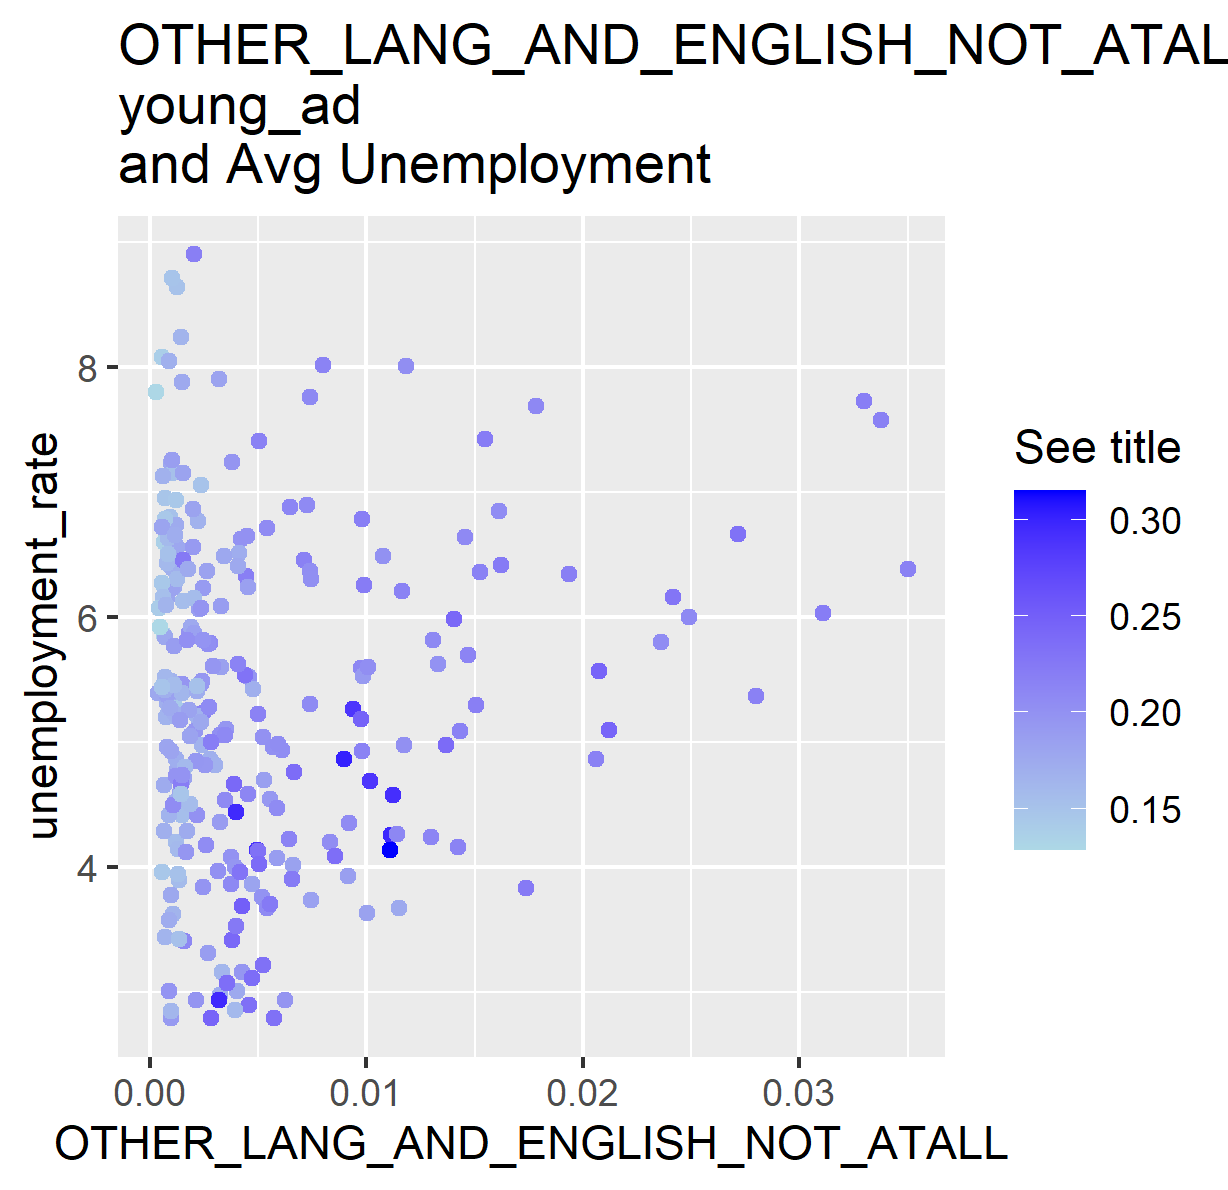 OTHER_LANG_AND_ENGLISH_NOT_ATAL
young_ad
and Avg Unemployment
unemployment_rate
8
6
4
0.00 0.01 0.02 0.03
OTHER_LANG_AND_ENGLISH_NOT_ATALL
See title
0.30
0.25
0.20
0.15